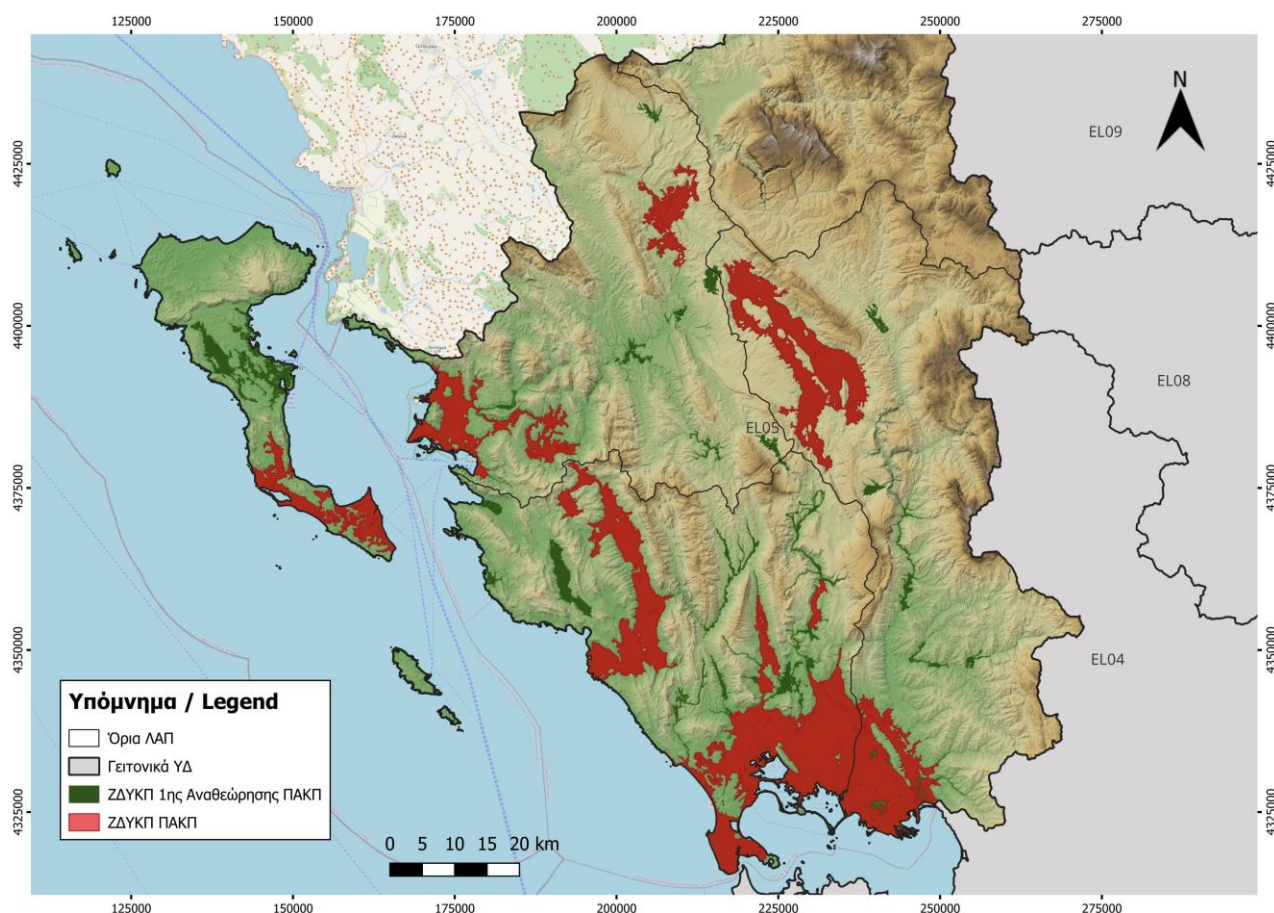 125000 150000 175000 200000 225000 250000 275000
N
EL09
4425000 4425000
4400000 4400000
EL08
EL05
4375000 4375000
4350000 4350000
EL04
Υπόμνημα / Legend
Όρια ΛΑΠ
Γειτονικά ΥΔ
ΖΔΥΚΠ 1ης Αναθεώρησης ΠΑΚΠ
ΖΔΥΚΠ ΠΑΚΠ
4325000 4325000
0 5 10 15 20 km
125000 150000 175000 200000 225000 250000 275000